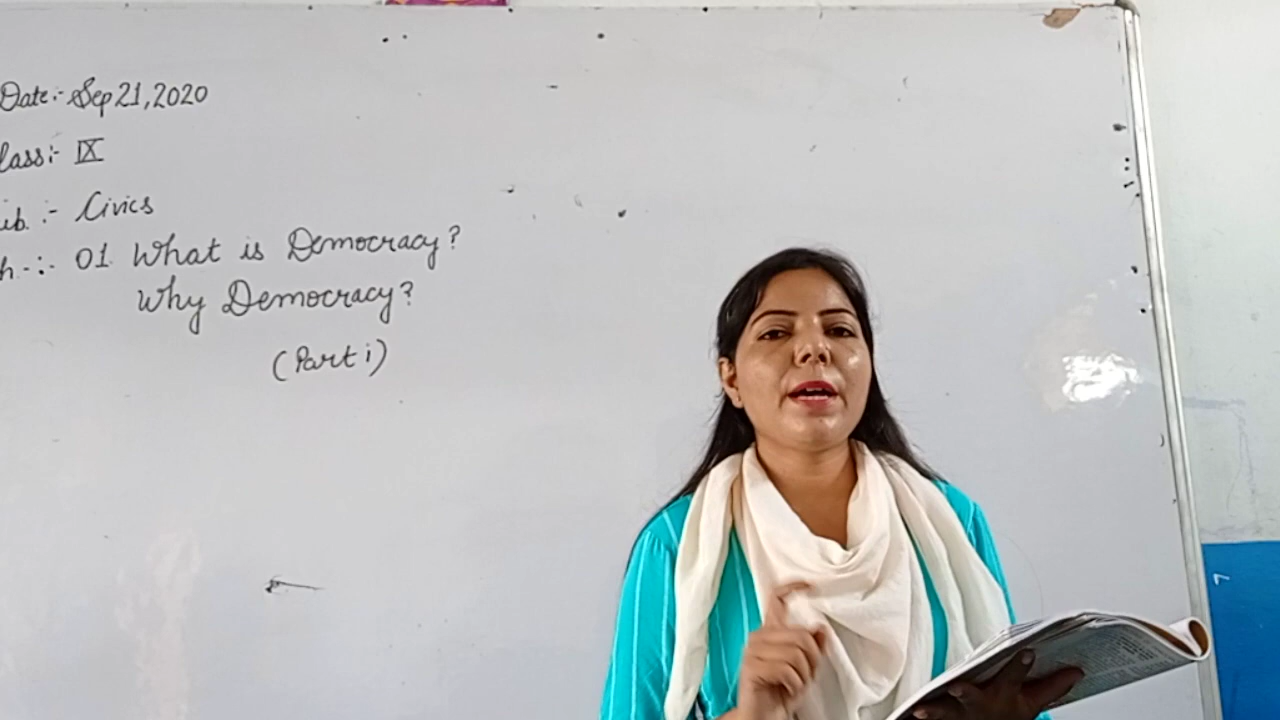 Date:- Sep 21, 2020
lass:- IX
ub. :- Civics
h. :- 01 What is Democracy?
Why Democracy?
(Part i)